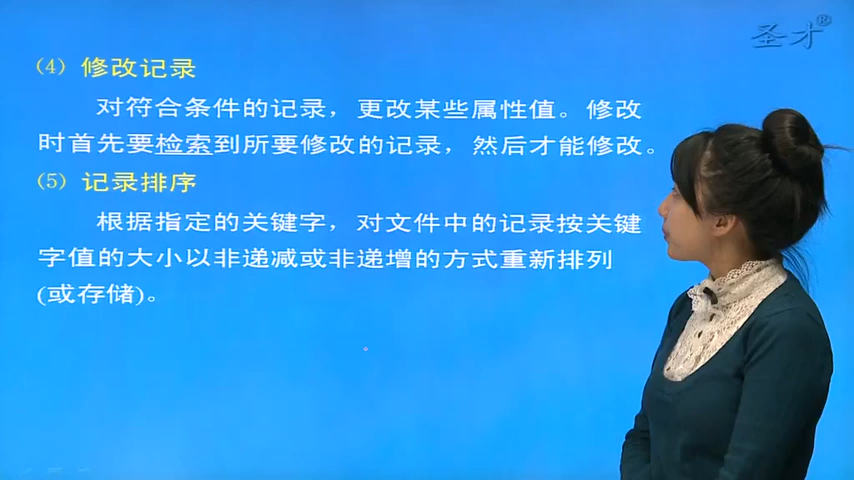 圣才®
(4) 修改记录
对符合条件的记录，更改某些属性值。修改
时首先要检索到所要修改的记录，然后才能修改。
(5) 记录排序
根据指定的关键字，对文件中的记录按关键
字值的大小以非递减或非递增的方式重新排列
(或存储)。